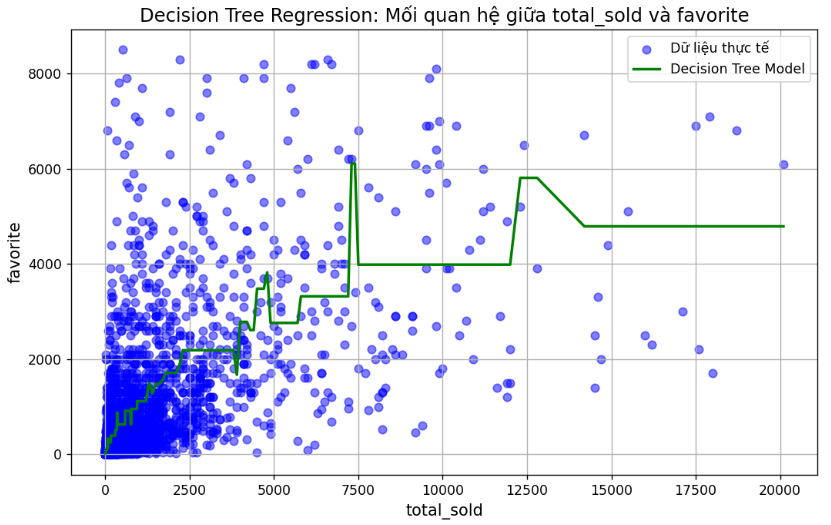 Decision Tree Regression: Mối quan hệ giữa total_sold và favorite
Dữ liệu thực tế
Decision Tree Model
8000
6000
4000
2000
0
favorite
0 2500 5000 7500 10000 12500 15000 17500 20000
total_sold